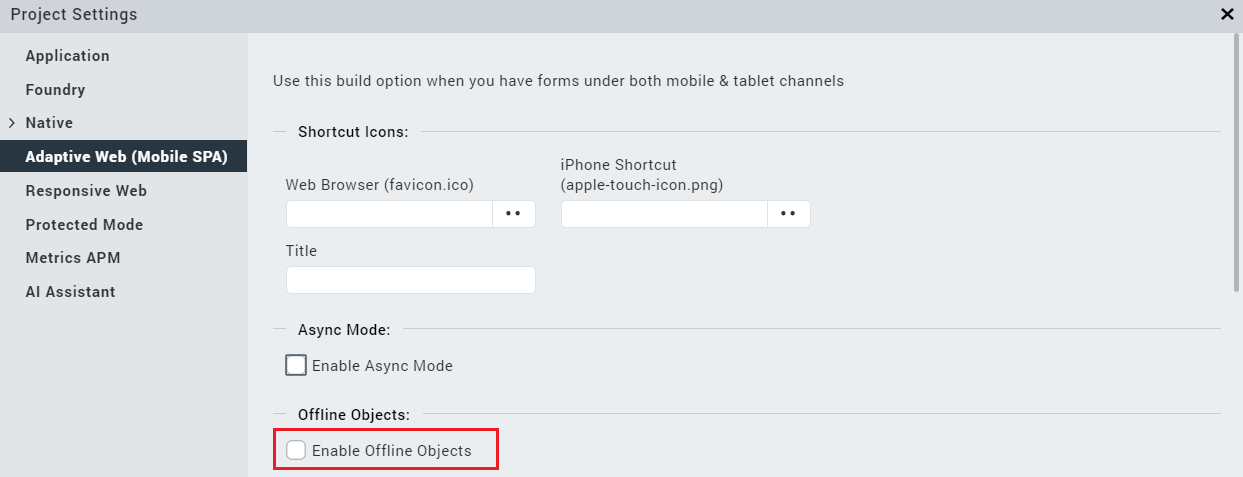 Project Settings
Application
Foundry
Native
Adaptive Web (Mobile SPA)
Responsive Web
Protected Mode
Metrics APM
AI Assistant
Use this build option when you have forms under both mobile & tablet channels
Shortcut Icons:
Web Browser (favicon.ico)
iPhone Shortcut
(apple-touch-icon.png)
Title
Async Mode:
Enable Async Mode
Offline Objects:
Enable Offline Objects